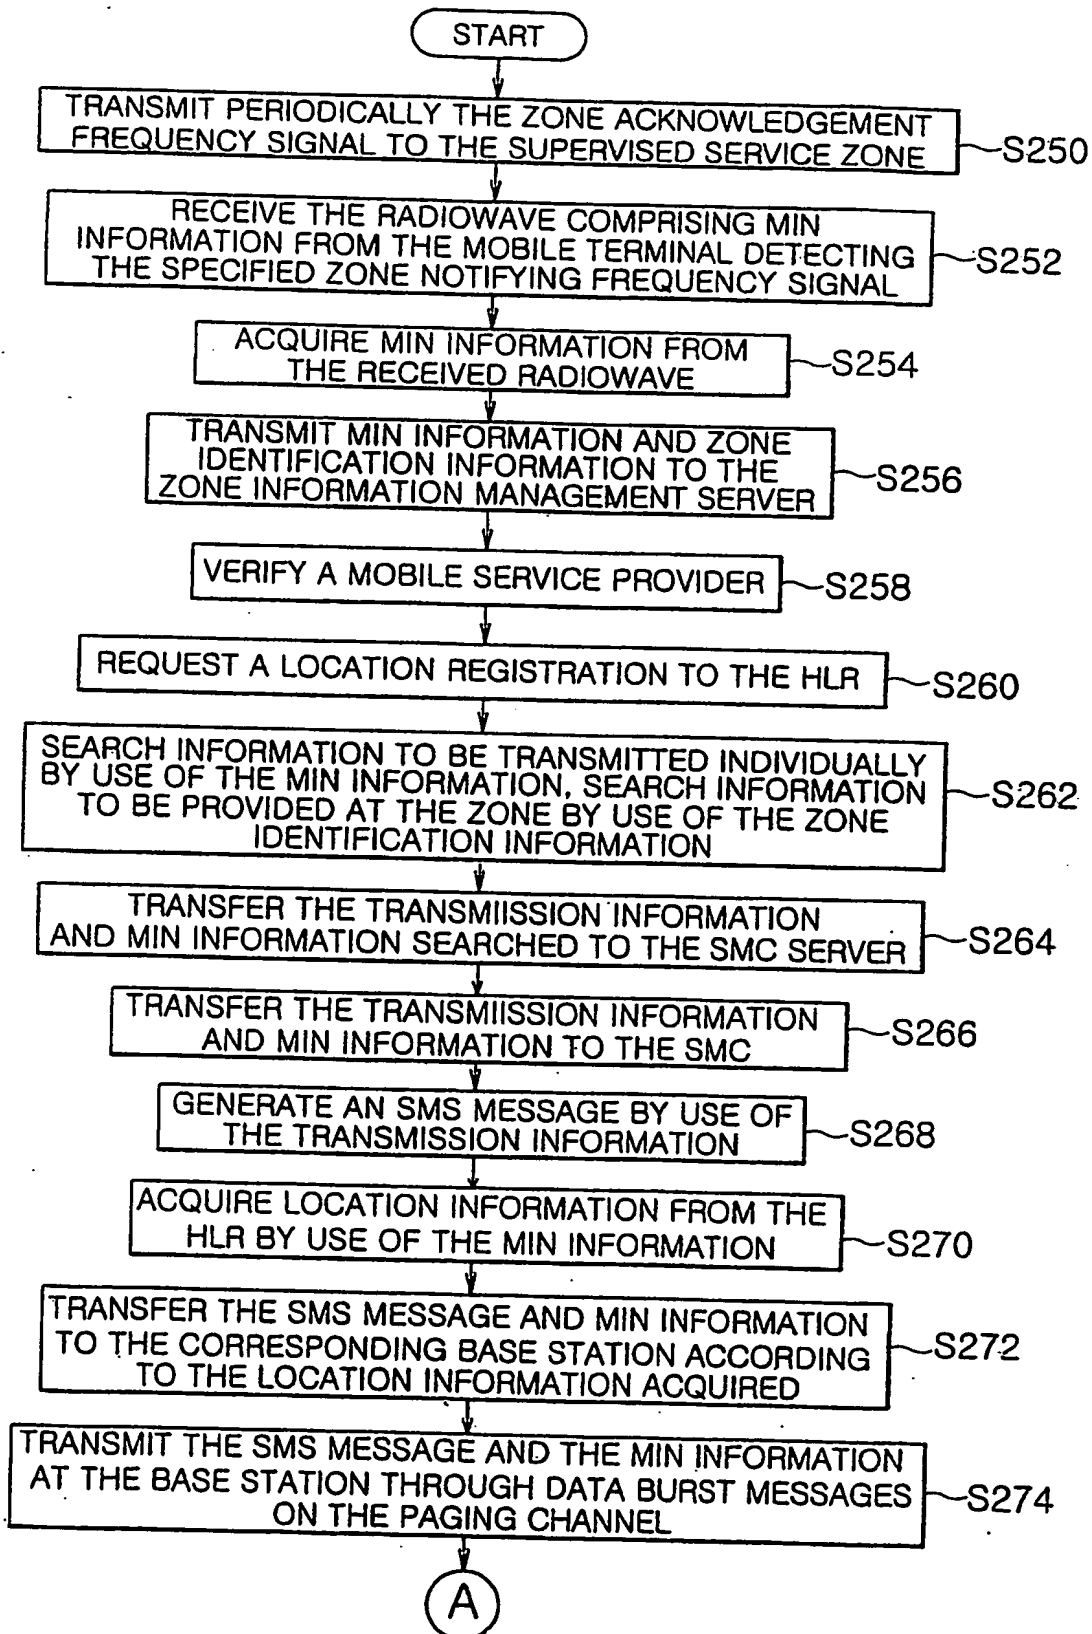 START
TRANSMIT PERIODICALLY THE ZONE ACKNOWLEDGEMENT
FREQUENCY SIGNAL TO THE SUPERVISED SERVICE ZONE
S250
RECEIVE THE RADIOWAVE COMPRISING MIN
INFORMATION FROM THE MOBILE TERMINAL DETECTING
THE SPECIFIED ZONE NOTIFYING FREQUENCY SIGNAL
S252
ACQUIRE MIN INFORMATION FROM
THE RECEIVED RADIOWAVE
S254
TRANSMIT MIN INFORMATION AND ZONE
IDENTIFICATION INFORMATION TO THE
ZONE INFORMATION MANAGEMENT SERVER
S256
VERIFY A MOBILE SERVICE PROVIDER
S258
REQUEST A LOCATION REGISTRATION TO THE HLR
S260
SEARCH INFORMATION TO BE TRANSMITTED INDIVIDUALLY
BY USE OF THE MIN INFORMATION, SEARCH INFORMATION
TO BE PROVIDED AT THE ZONE BY USE OF THE ZONE
IDENTIFICATION INFORMATION
S262
TRANSFER THE TRANSMIISSION INFORMATION
AND MIN INFORMATION SEARCHED TO THE SMC SERVER
S264
TRANSFER THE TRANSMIISSION INFORMATION
AND MIN INFORMATION TO THE SMC
S266
GENERATE AN SMS MESSAGE BY USE OF
THE TRANSMISSION INFORMATION
S268
ACQUIRE LOCATION INFORMATION FROM THE
HLR BY USE OF THE MIN INFORMATION
S270
TRANSFER THE SMS MESSAGE AND MIN INFORMATION
TO THE CORRESPONDING BASE STATION ACCORDING
TO THE LOCATION INFORMATION ACQUIRED
S272
TRANSMIT THE SMS MESSAGE AND THE MIN INFORMATION
AT THE BASE STATION THROUGH DATA BURST MESSAGES
ON THE PAGING CHANNEL
S274
A